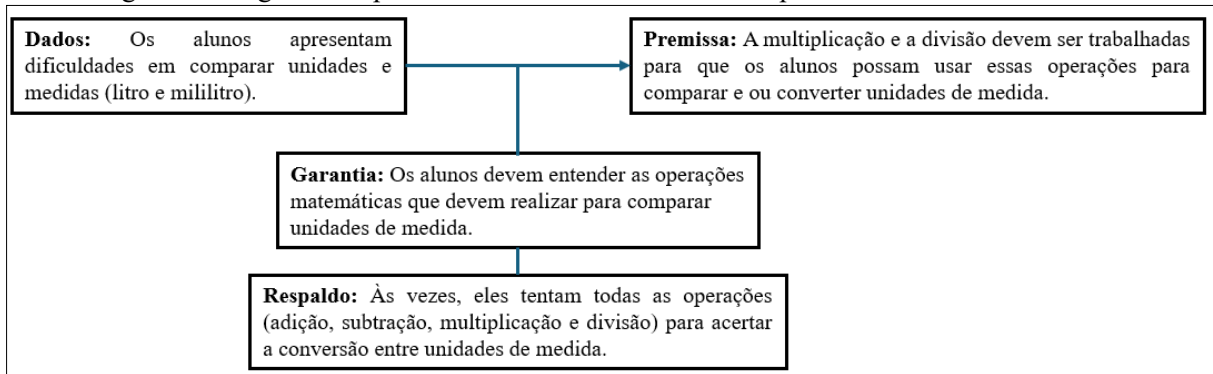 Dados: Os alunos apresentam
dificuldades em comparar unidades e
medidas (litro e mililitro).
Premissa: A multiplicação e a divisão devem ser trabalhadas
para que os alunos possam usar essas operações para
comparar e ou converter unidades de medida.
Garantia: Os alunos devem entender as operações
matemáticas que devem realizar para comparar
unidades de medida.
Respaldo: Às vezes, eles tentam todas as operações
(adição, subtração, multiplicação e divisão) para acertar
a conversão entre unidades de medida.